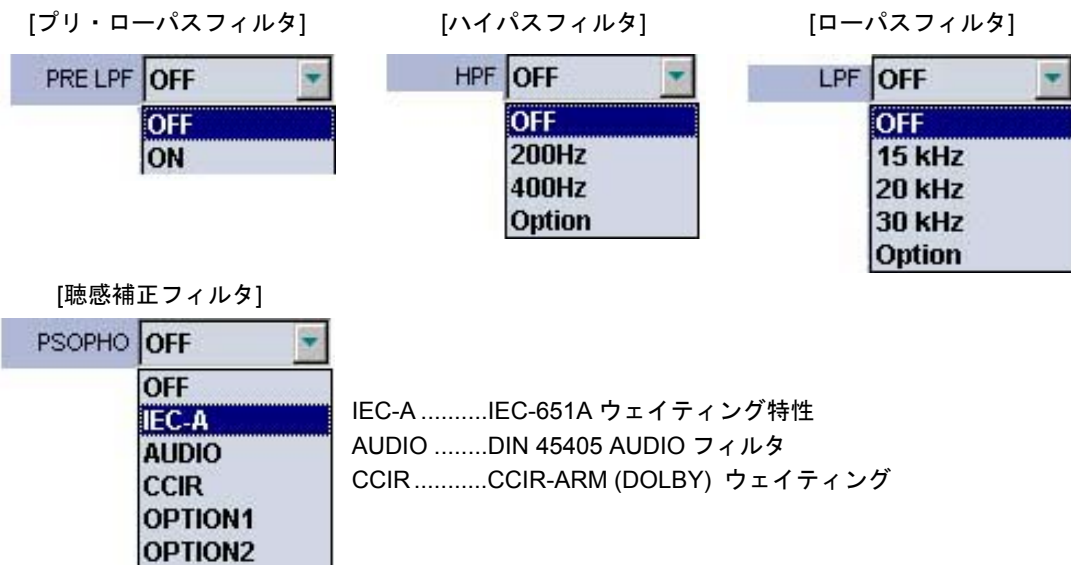 [プリ・ローパスフィルタ]
PRE LPF OFF
OFF
ON
[ハイパスフィルタ]
HPF OFF
OFF
200Hz
400Hz
Option
[ローパスフィルタ]
LPF OFF
OFF
15 kHz
20 kHz
30 kHz
Option
[聴感補正フィルタ]
PSOPHO OFF
OFF
IEC-A
AUDIO
CCIR
OPTION1
OPTION2
IEC-A ..........IEC-651A ウェイティング特性
AUDIO ........DIN 45405 AUDIO フィルタ
CCIR...........CCIR-ARM (DOLBY) ウェイティング